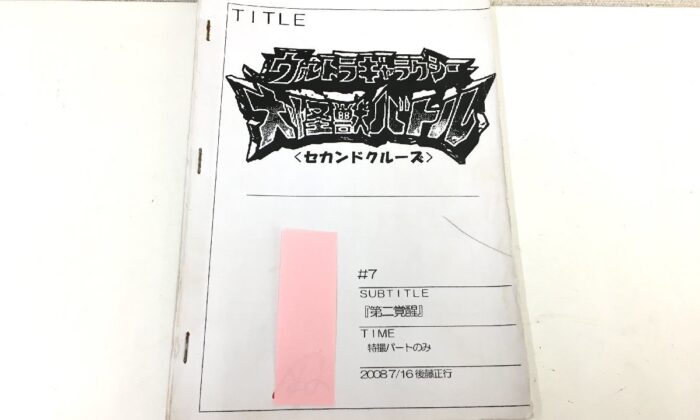 TITLE
ウルトラギャラクシー
大怪獣バトル
<セカンドクルーズ>
#7
SUBTITLE
『第二覚醒』
TIME
特撮パートのみ
2008 7/16 後藤正行